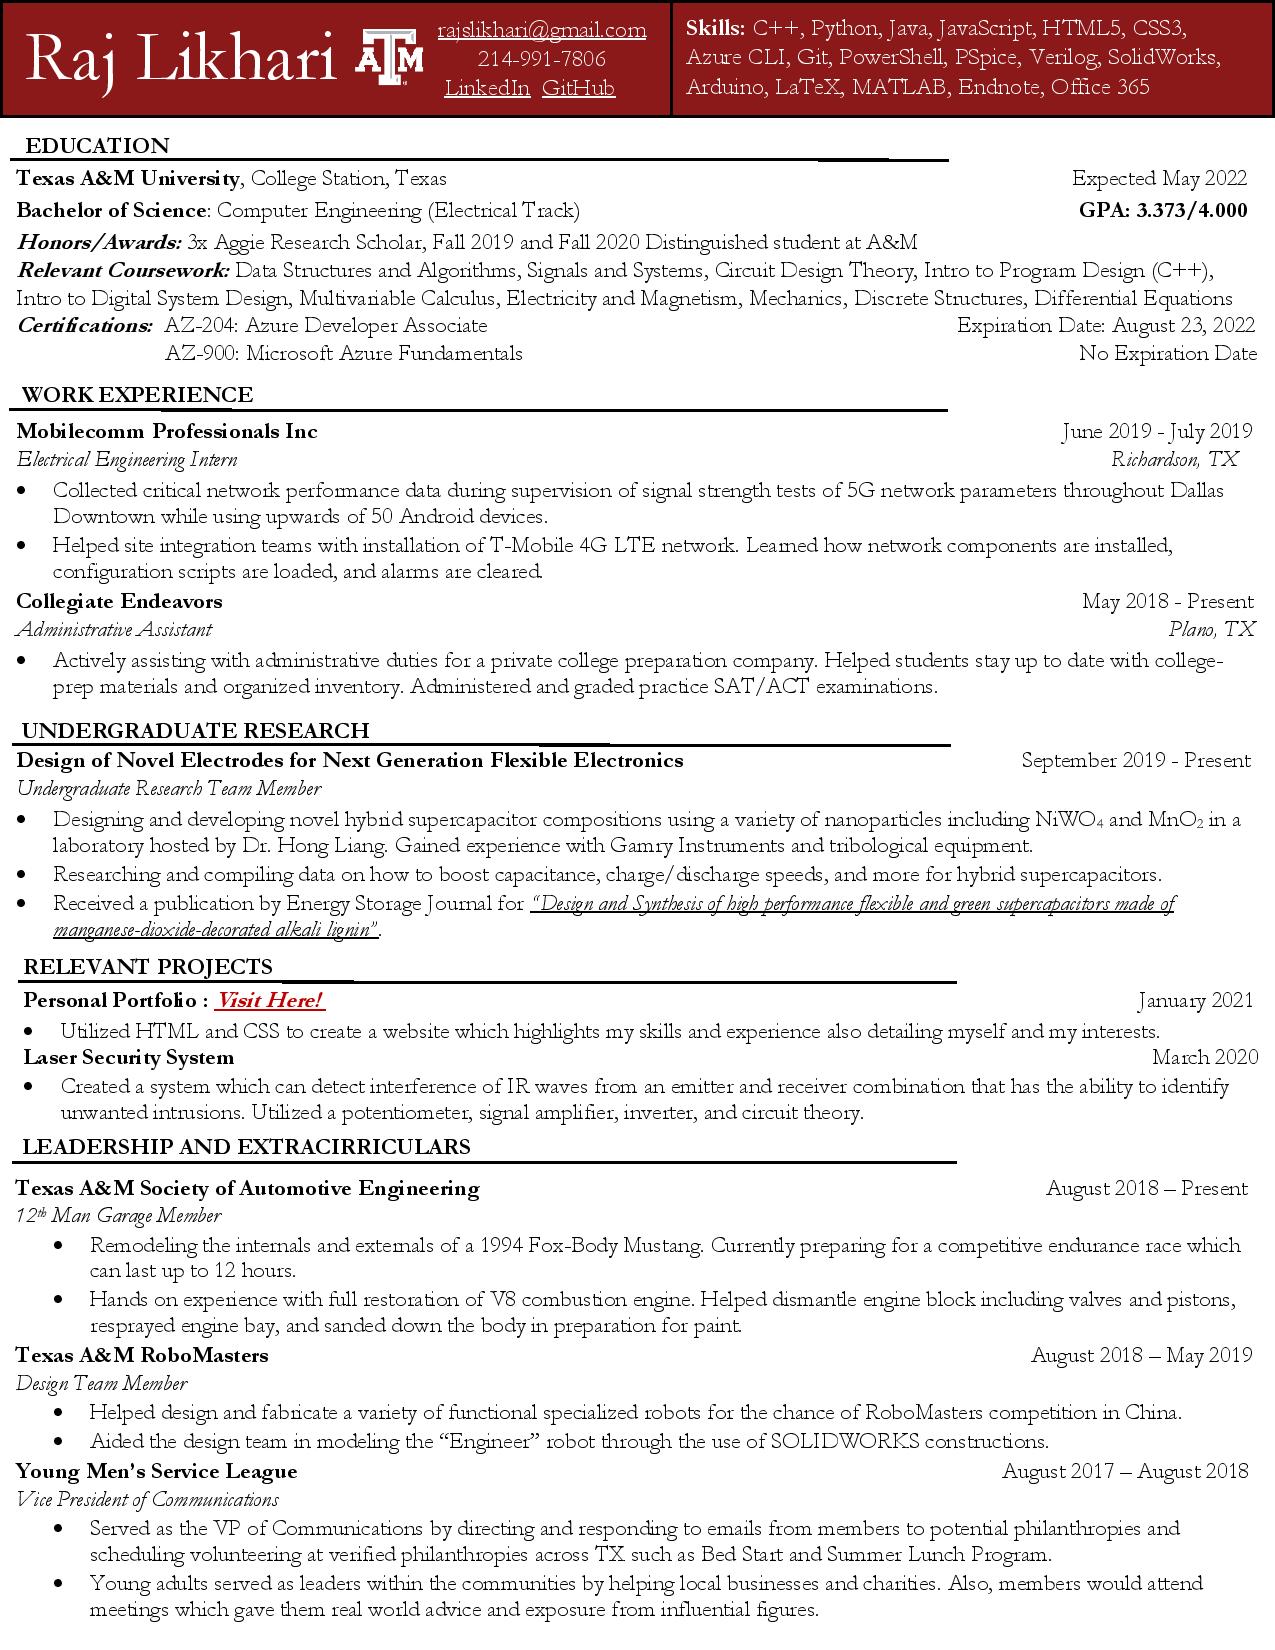 Raj Likhari ATM
rajslikhari@gmail.com
214-991-7806
LinkedIn GitHub
Skills: C++, Python, Java, JavaScript, HTML5, CSS3,
Azure CLI, Git, PowerShell, PSpice, Verilog, SolidWorks,
Arduino, LaTeX, MATLAB, Endnote, Office 365
EDUCATION
Texas A&M University, College Station, Texas Expected May 2022
Bachelor of Science: Computer Engineering (Electrical Track) GPA: 3.373/4.000
Honors/Awards: 3x Aggie Research Scholar, Fall 2019 and Fall 2020 Distinguished student at A&M
Relevant Coursework: Data Structures and Algorithms, Signals and Systems, Circuit Design Theory, Intro to Program Design (C++),
Intro to Digital System Design, Multivariable Calculus, Electricity and Magnetism, Mechanics, Discrete Structures, Differential Equations
Certifications: AZ-204: Azure Developer Associate Expiration Date: August 23, 2022
AZ-900: Microsoft Azure Fundamentals No Expiration Date
WORK EXPERIENCE
Mobilecomm Professionals Inc June 2019 - July 2019
Electrical Engineering Intern Richardson, TX
• Collected critical network performance data during supervision of signal strength tests of 5G network parameters throughout Dallas
Downtown while using upwards of 50 Android devices.
• Helped site integration teams with installation of T-Mobile 4G LTE network. Learned how network components are installed,
configuration scripts are loaded, and alarms are cleared.
Collegiate Endeavors May 2018 - Present
Administrative Assistant Plano, TX
• Actively assisting with administrative duties for a private college preparation company. Helped students stay up to date with college-
prep materials and organized inventory. Administered and graded practice SAT/ACT examinations.
UNDERGRADUATE RESEARCH
Design of Novel Electrodes for Next Generation Flexible Electronics September 2019 - Present
Undergraduate Research Team Member
• Designing and developing novel hybrid supercapacitor compositions using a variety of nanoparticles including NiWO₄ and MnO₂ in a
laboratory hosted by Dr. Hong Liang. Gained experience with Gamry Instruments and tribological equipment.
• Researching and compiling data on how to boost capacitance, charge/discharge speeds, and more for hybrid supercapacitors.
• Received a publication by Energy Storage Journal for “Design and Synthesis of high performance flexible and green supercapacitors made of
manganese-dioxide-decorated alkali lignin”.
RELEVANT PROJECTS
Personal Portfolio : Visit Here! January 2021
• Utilized HTML and CSS to create a website which highlights my skills and experience also detailing myself and my interests.
Laser Security System March 2020
• Created a system which can detect interference of IR waves from an emitter and receiver combination that has the ability to identify
unwanted intrusions. Utilized a potentiometer, signal amplifier, inverter, and circuit theory.
LEADERSHIP AND EXTRACIRRICULARS
Texas A&M Society of Automotive Engineering August 2018 – Present
12th Man Garage Member
• Remodeling the internals and externals of a 1994 Fox-Body Mustang. Currently preparing for a competitive endurance race which
can last up to 12 hours.
• Hands on experience with full restoration of V8 combustion engine. Helped dismantle engine block including valves and pistons,
resprayed engine bay, and sanded down the body in preparation for paint.
Texas A&M RoboMasters August 2018 – May 2019
Design Team Member
• Helped design and fabricate a variety of functional specialized robots for the chance of RoboMasters competition in China.
• Aided the design team in modeling the “Engineer” robot through the use of SOLIDWORKS constructions.
Young Men’s Service League August 2017 – August 2018
Vice President of Communications
• Served as the VP of Communications by directing and responding to emails from members to potential philanthropies and
scheduling volunteering at verified philanthropies across TX such as Bed Start and Summer Lunch Program.
• Young adults served as leaders within the communities by helping local businesses and charities. Also, members would attend
meetings which gave them real world advice and exposure from influential figures.